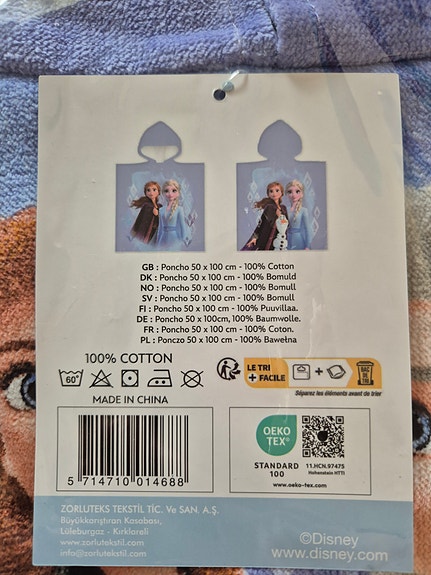 GB : Poncho 50 x 100 cm - 100% Cotton
DK : Poncho 50 x 100 cm - 100% Bomuld
NO : Poncho 50 x 100 cm - 100% Bomull
SV : Poncho 50 x 100 cm - 100% Bomull
FI : Poncho 50 x 100 cm - 100% Puuvillaa.
DE : Poncho 50 x 100cm, 100% Baumwolle.
FR : Poncho 50 x 100 cm - 100% Coton.
PL : Ponczo 50 x 100 cm - 100% Bawełna
100% COTTON
60°
MADE IN CHINA
LE TRI
+ FACILE
+
BAC
DE
TRI
Séparez les éléments avant de trier
5 714710 014688
OEKO
TEX®
STANDARD
100
11.HCN.97475
Hohenstein HTTI
www.oeko-tex.com
ZORLUTEKS TEKSTİL TİC. Ve SAN. A.Ş.
Büyükkarıştıran Kasabası,
Lüleburgaz - Kırklareli
www.zorlutekstil.com
info@zorlutekstil.com
©Disney
www.disney.com